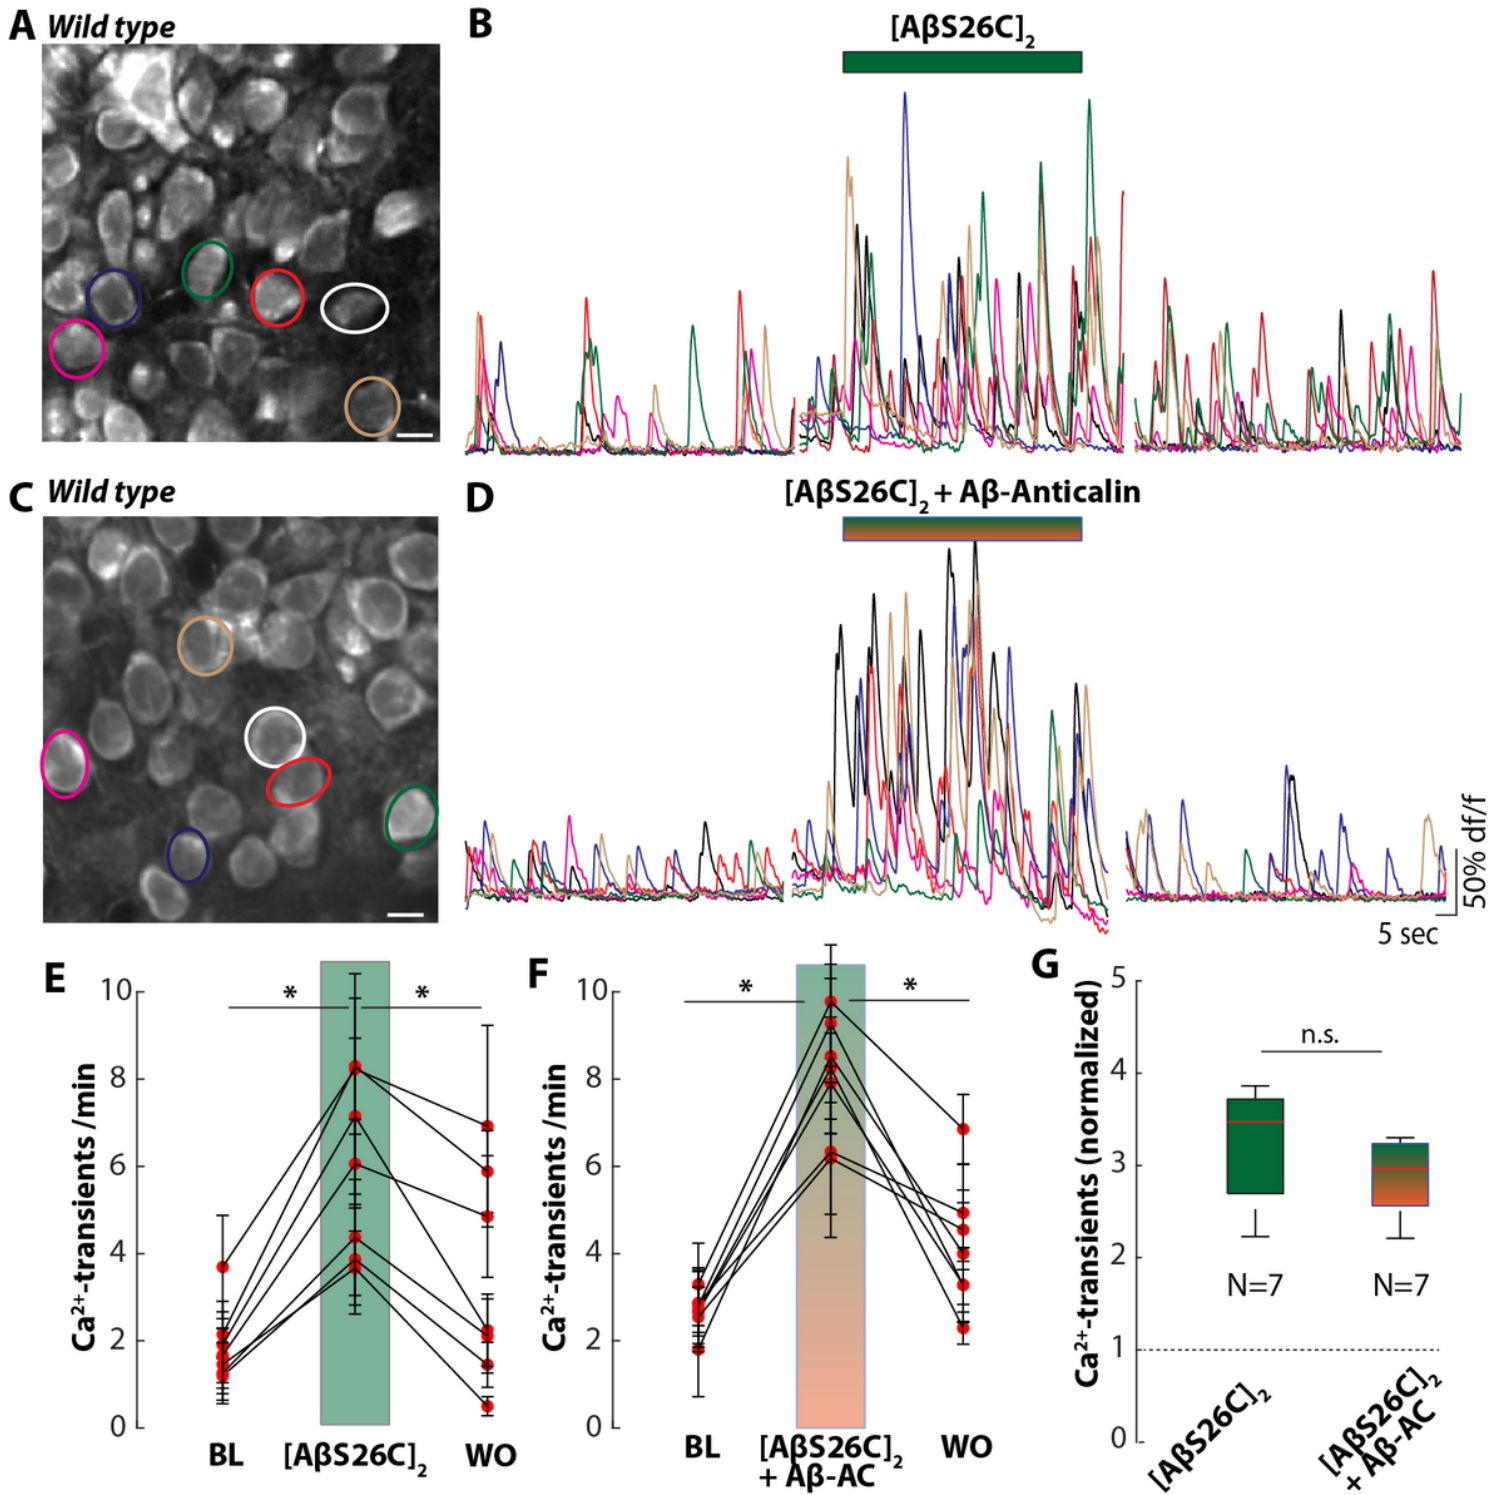 A Wild type
B
[AβS26C]2
C Wild type
D
[AβS26C]2 + Aβ-Anticalin
50% df/f
5 sec
E
Ca2+-transients /min
10
8
6
4
2
0
*
*
BL
[AβS26C]2
WO
F
Ca2+-transients /min
10
8
6
4
2
0
*
*
BL
[AβS26C]2
+ Aβ-AC
WO
G
Ca2+-transients (normalized)
5
4
3
2
1
0
n.s.
N=7
N=7
[AβS26C]2
[AβS26C]2
+ Aβ-AC